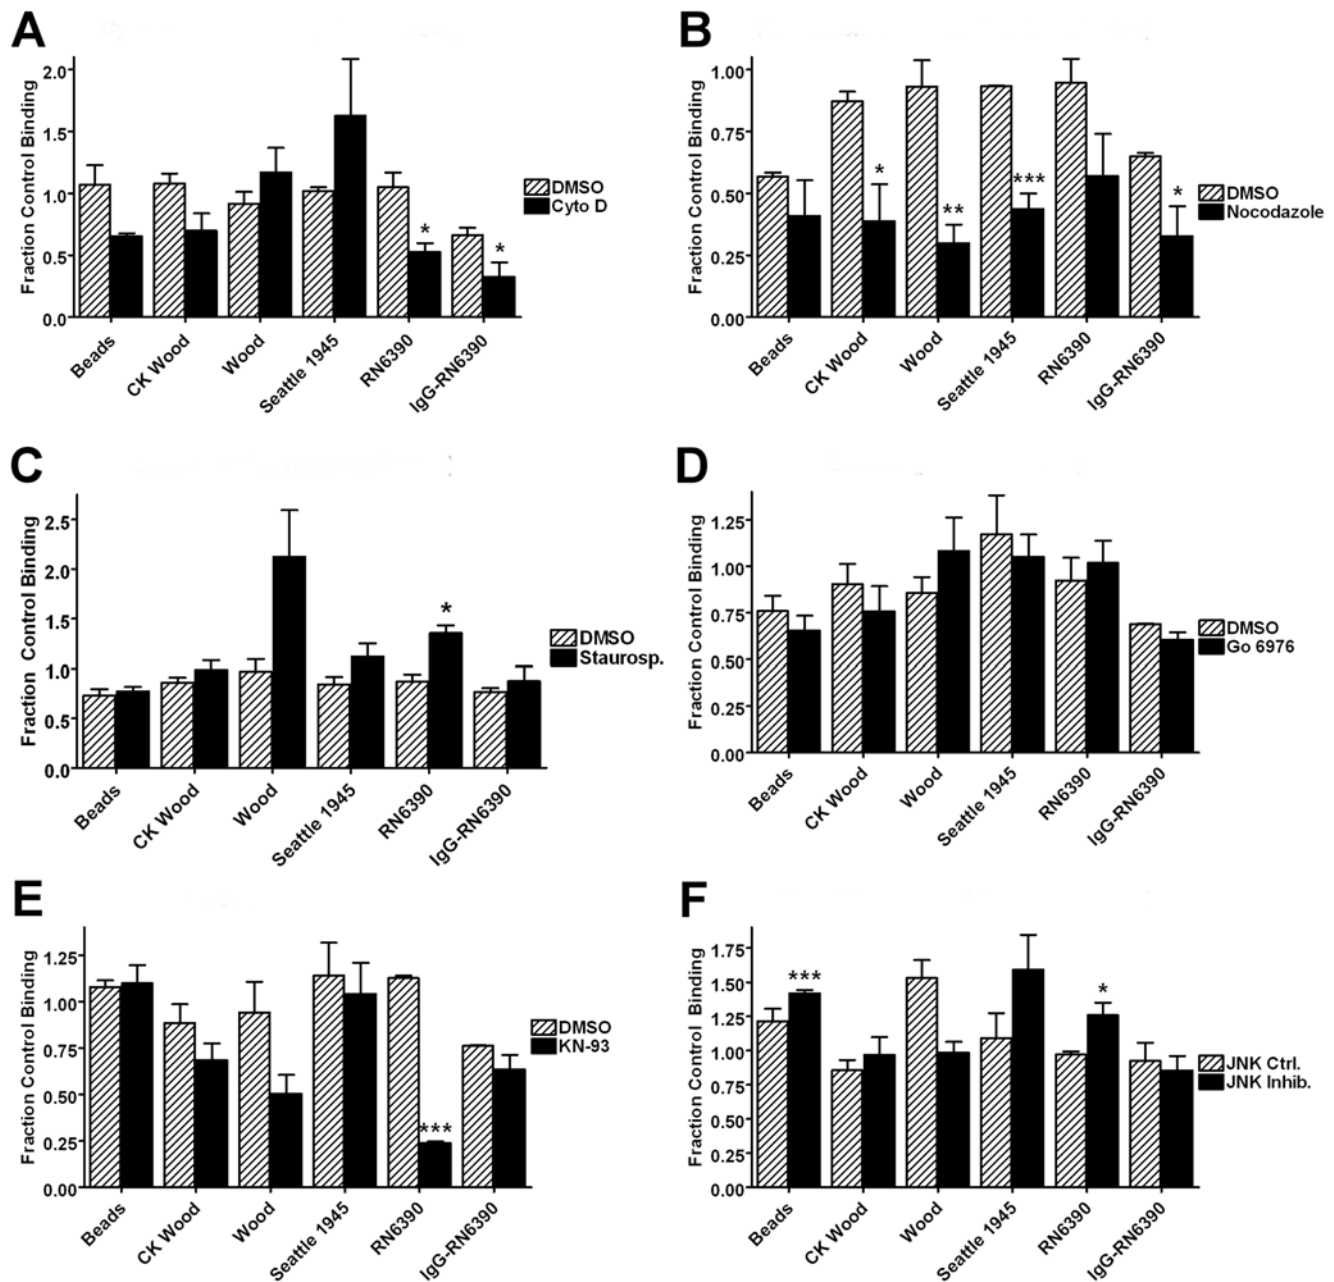 A
Fraction Control Binding
2.0
1.5
1.0
0.5
0.0
*
*
DMSO
Cyto D
Beads
CK Wood
Wood
Seattle 1945
RN6390
IgG-RN6390
B
Fraction Control Binding
1.00
0.75
0.50
0.25
0.00
*
**
***
*
DMSO
Nocodazole
Beads
CK Wood
Wood
Seattle 1945
RN6390
IgG-RN6390
C
Fraction Control Binding
2.5
2.0
1.5
1.0
0.5
0.0
*
DMSO
Staurosp.
Beads
CK Wood
Wood
Seattle 1945
RN6390
IgG-RN6390
D
Fraction Control Binding
1.25
1.00
0.75
0.50
0.25
0.00
DMSO
Go 6976
Beads
CK Wood
Wood
Seattle 1945
RN6390
IgG-RN6390
E
Fraction Control Binding
1.25
1.00
0.75
0.50
0.25
0.00
***
DMSO
KN-93
Beads
CK Wood
Wood
Seattle 1945
RN6390
IgG-RN6390
F
Fraction Control Binding
1.75
1.50
1.25
1.00
0.75
0.50
0.25
0.00
***
*
JNK Ctrl.
JNK Inhib.
Beads
CK Wood
Wood
Seattle 1945
RN6390
IgG-RN6390